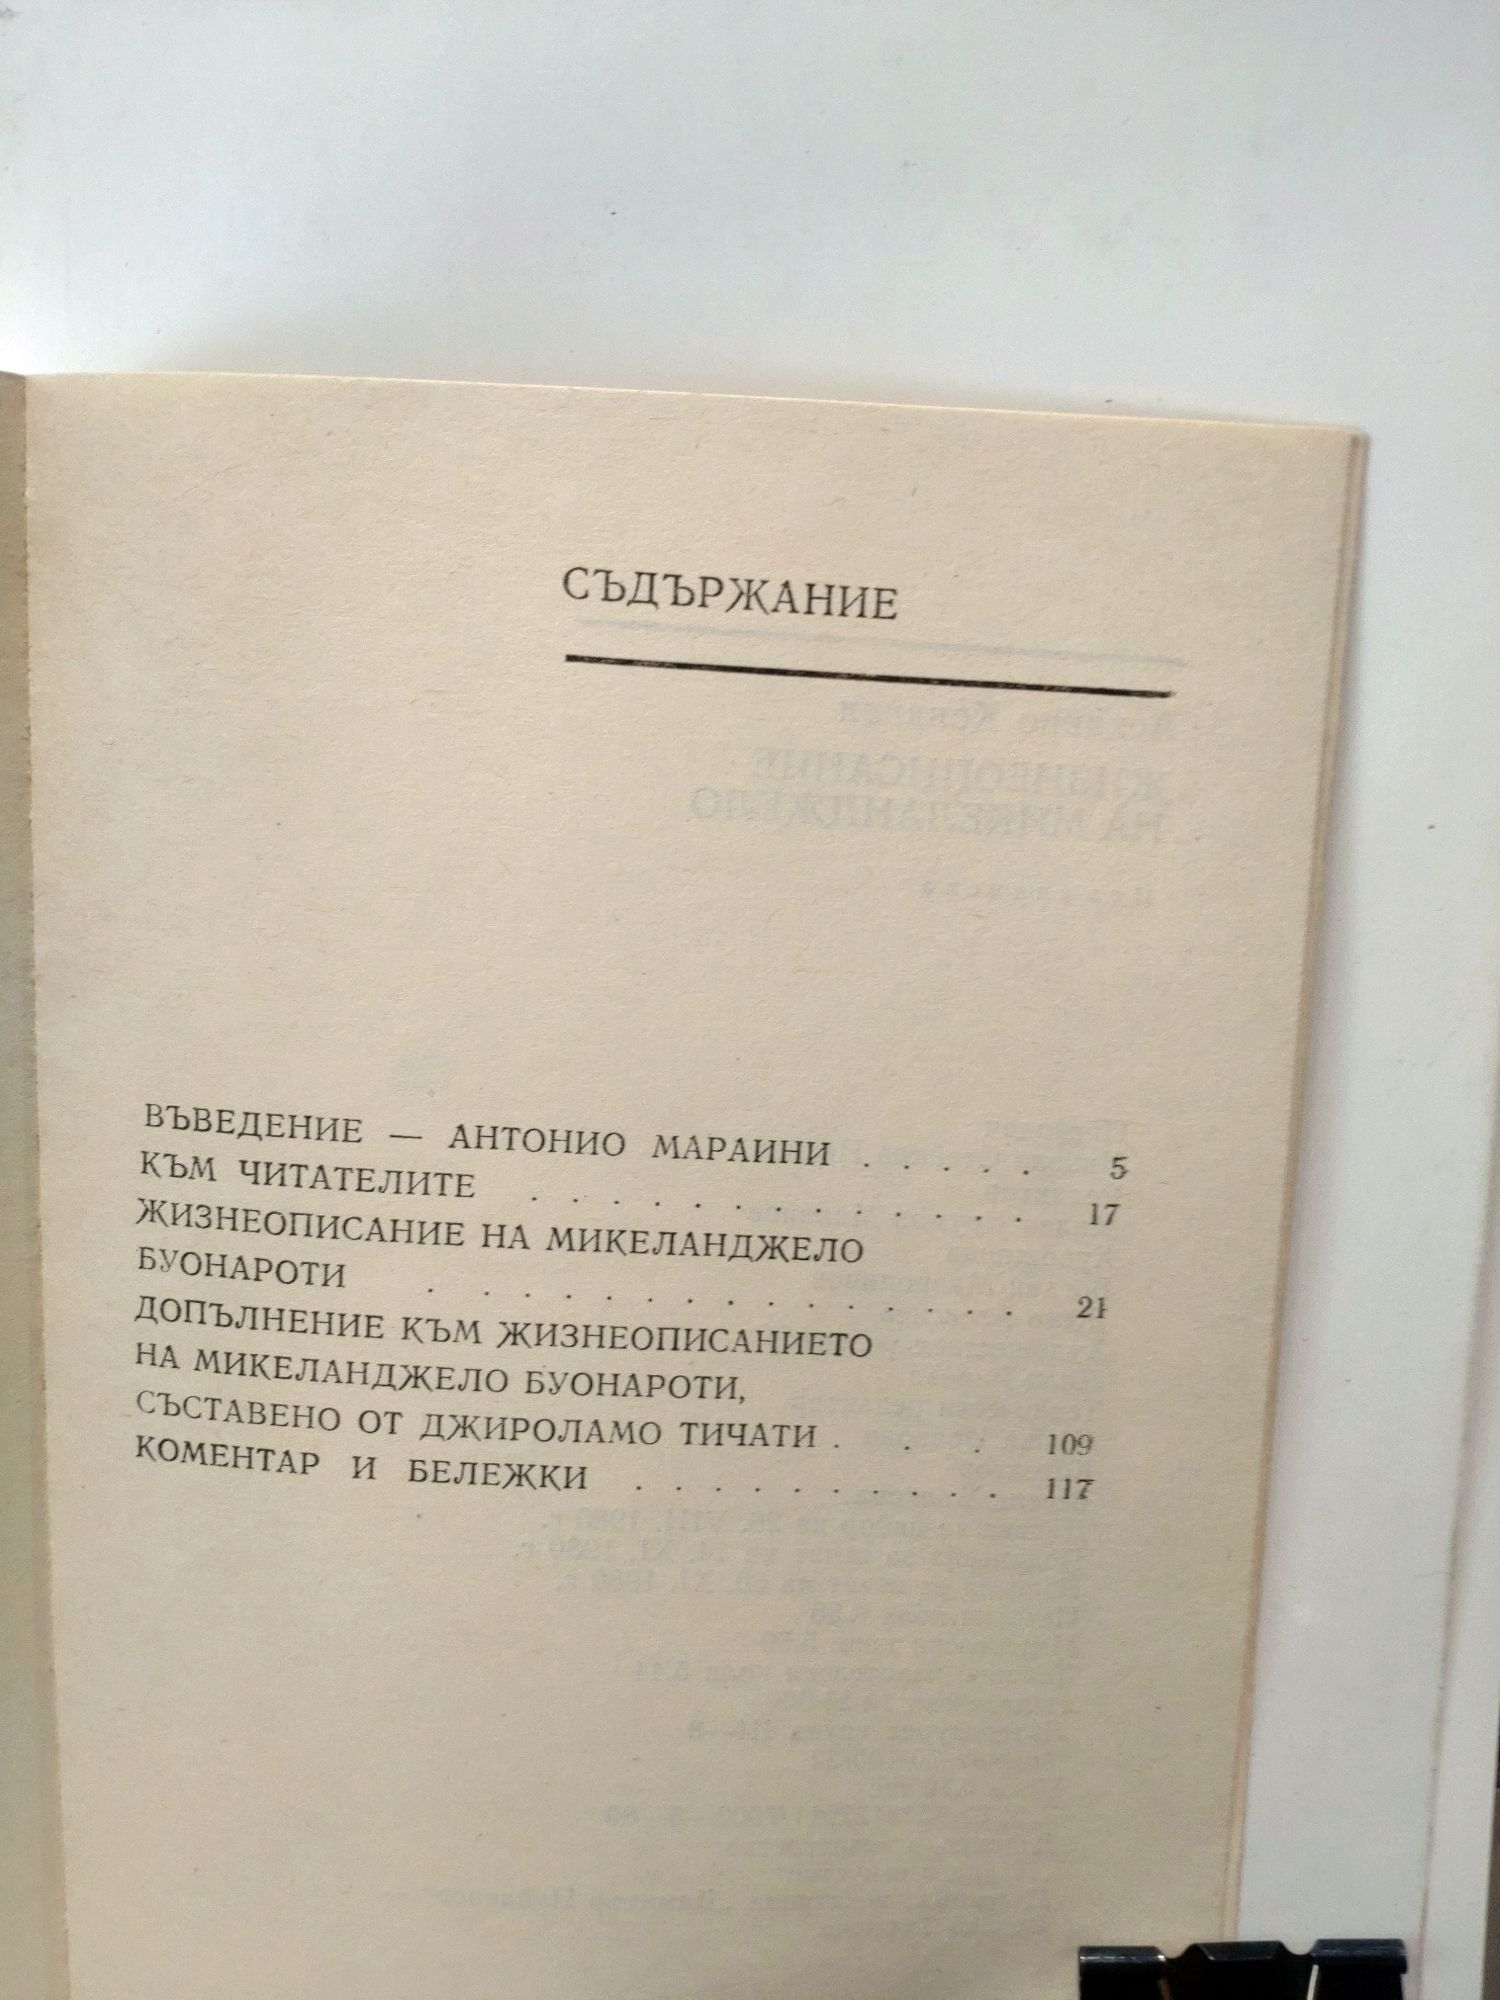 СЪДЪРЖАНИЕ
ВЪВЕДЕНИЕ — АНТОНИО МАРАИНИ . . . . . 5
КЪМ ЧИТАТЕЛИТЕ . . . . . . . . . . . . . 17
ЖИЗНЕОПИСАНИЕ НА МИКЕЛАНДЖЕЛО
БУОНАРОТИ . . . . . . . . . . . . . . . 21
ДОПЪЛНЕНИЕ КЪМ ЖИЗНЕОПИСАНИЕТО
НА МИКЕЛАНДЖЕЛО БУОНАРОТИ,
СЪСТАВЕНО ОТ ДЖИРОЛАМО ТИЧАТИ . . . 109
КОМЕНТАР И БЕЛЕЖКИ . . . . . . . . . . 117